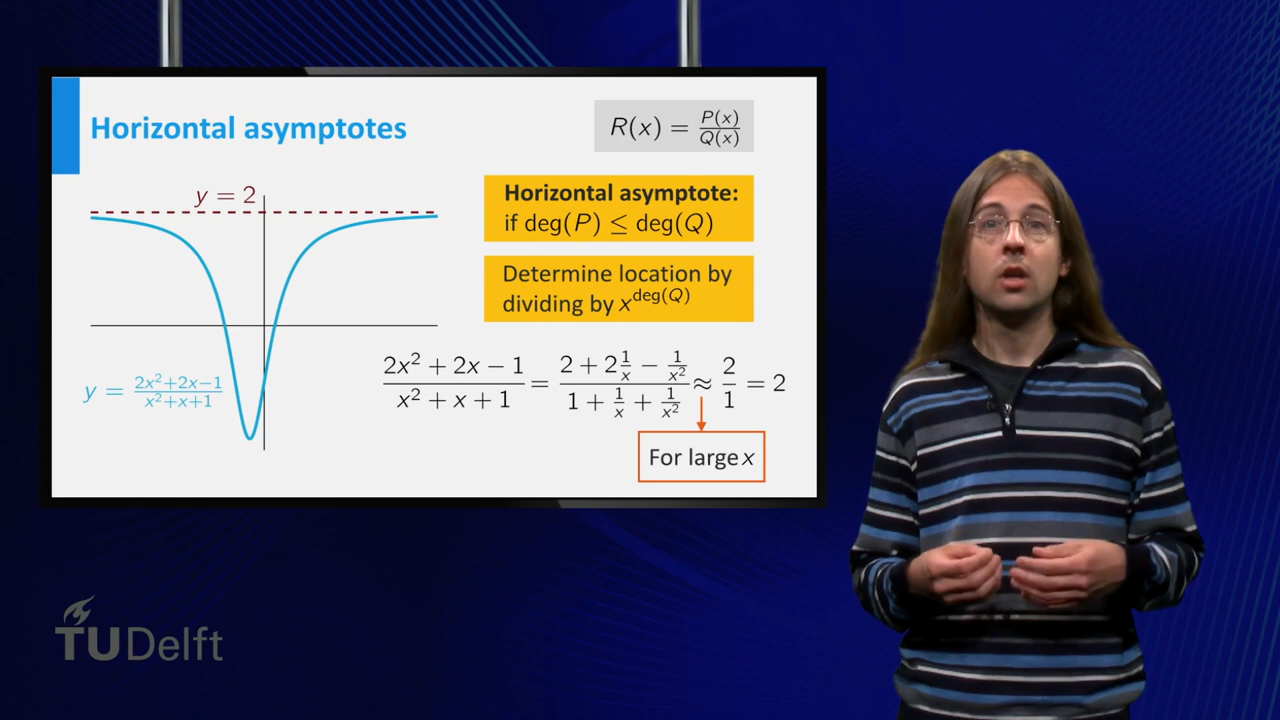 Horizontal asymptotes
R(x) = P(x)/Q(x)
y = 2
Horizontal asymptote:
if deg(P) ≤ deg(Q)
Determine location by
dividing by x^deg(Q)
y = (2x²+2x−1)/(x²+x+1)
(2x² + 2x − 1)/(x² + x + 1) = (2 + 2 1/x − 1/x²)/(1 + 1/x + 1/x²) ≈ 2/1 = 2
For large x
TUDelft